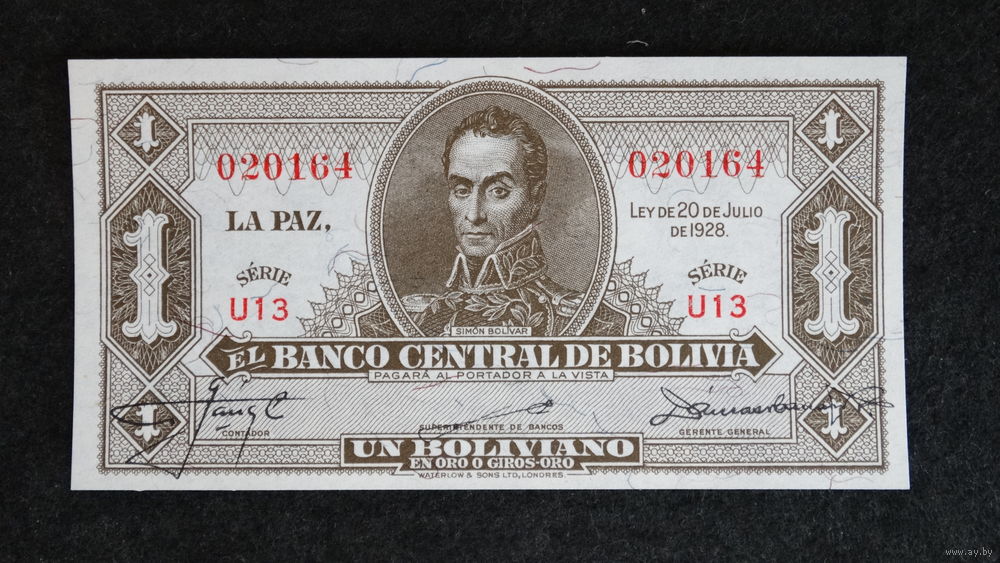 1 1
020164 020164
LA PAZ, LEY DE 20 DE JULIO
DE 1928.
1 1
SÉRIE SÉRIE
U13 U13
SIMÓN BOLÍVAR
EL BANCO CENTRAL DE BOLIVIA
PAGARÁ AL PORTADOR A LA VISTA
1 1
CONTADOR SUPERINTENDENTE DE BANCOS GERENTE GENERAL
UN BOLIVIANO
EN ORO O GIROS-ORO
WATERLOW & SONS LTD, LONDRES.
www.ay.by